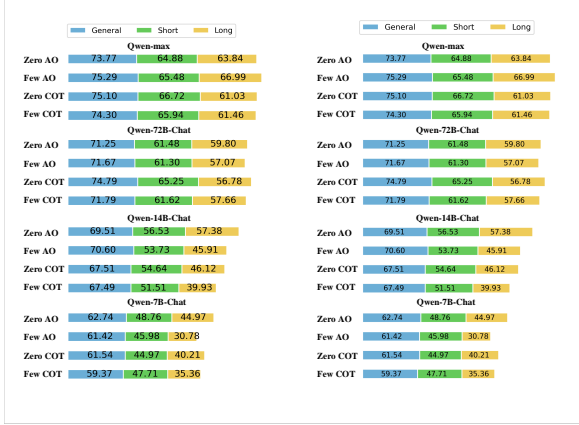 General Short Long
Qwen-max
Zero AO 73.77 64.88 63.84
Few AO 75.29 65.48 66.99
Zero COT 75.10 66.72 61.03
Few COT 74.30 65.94 61.46
Qwen-72B-Chat
Zero AO 71.25 61.48 59.80
Few AO 71.67 61.30 57.07
Zero COT 74.79 65.25 56.78
Few COT 71.79 61.62 57.66
Qwen-14B-Chat
Zero AO 69.51 56.53 57.38
Few AO 70.60 53.73 45.91
Zero COT 67.51 54.64 46.12
Few COT 67.49 51.51 39.93
Qwen-7B-Chat
Zero AO 62.74 48.76 44.97
Few AO 61.42 45.98 30.78
Zero COT 61.54 44.97 40.21
Few COT 59.37 47.71 35.36
General Short Long
Qwen-max
Zero AO 73.77 64.88 63.84
Few AO 75.29 65.48 66.99
Zero COT 75.10 66.72 61.03
Few COT 74.30 65.94 61.46
Qwen-72B-Chat
Zero AO 71.25 61.48 59.80
Few AO 71.67 61.30 57.07
Zero COT 74.79 65.25 56.78
Few COT 71.79 61.62 57.66
Qwen-14B-Chat
Zero AO 69.51 56.53 57.38
Few AO 70.60 53.73 45.91
Zero COT 67.51 54.64 46.12
Few COT 67.49 51.51 39.93
Qwen-7B-Chat
Zero AO 62.74 48.76 44.97
Few AO 61.42 45.98 30.78
Zero COT 61.54 44.97 40.21
Few COT 59.37 47.71 35.36